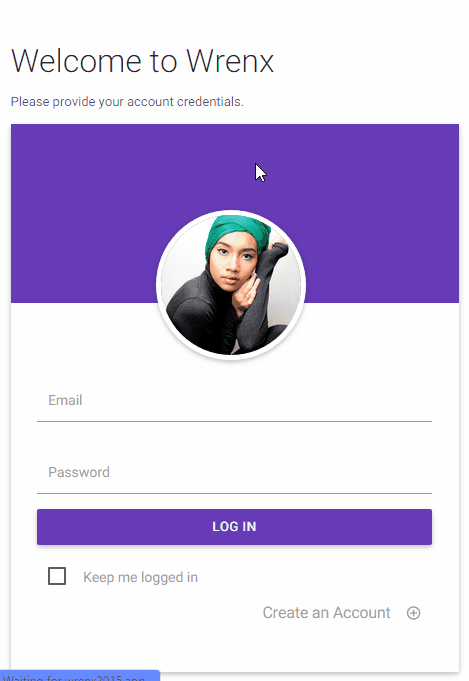 Welcome to Wrenx
Please provide your account credentials.
Email
Password
LOG IN
Keep me logged in
Create an Account
Waiting for wrenx2015.app